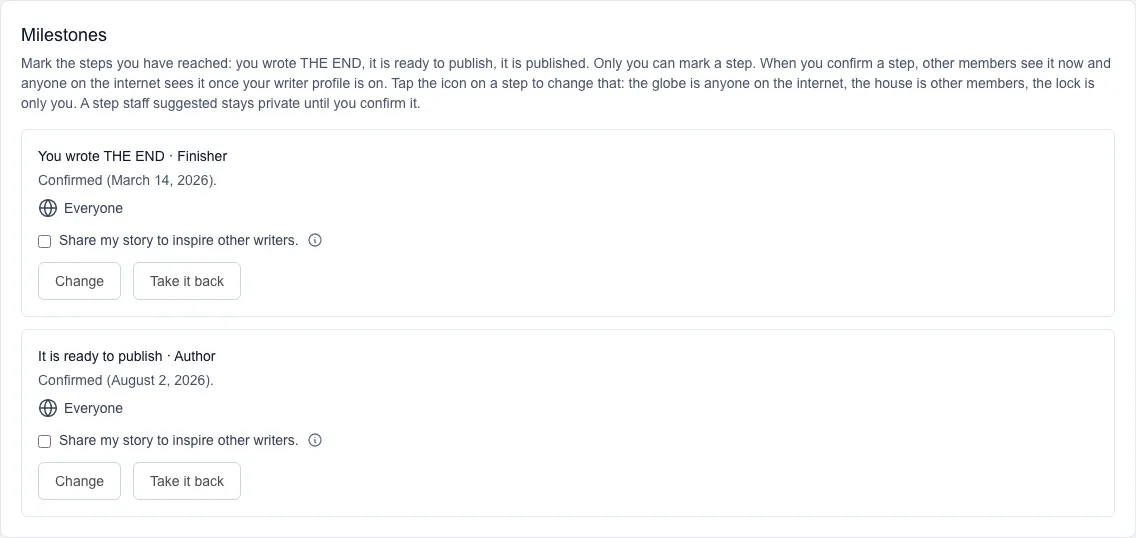 Milestones
Mark the steps you have reached: you wrote THE END, it is ready to publish, it is published. Only you can mark a step. When you confirm a step, other members see it now and
anyone on the internet sees it once your writer profile is on. Tap the icon on a step to change that: the globe is anyone on the internet, the house is other members, the lock is
only you. A step staff suggested stays private until you confirm it.
You wrote THE END · Finisher
Confirmed (March 14, 2026).
Everyone
Share my story to inspire other writers.
Change Take it back
It is ready to publish · Author
Confirmed (August 2, 2026).
Everyone
Share my story to inspire other writers.
Change Take it back